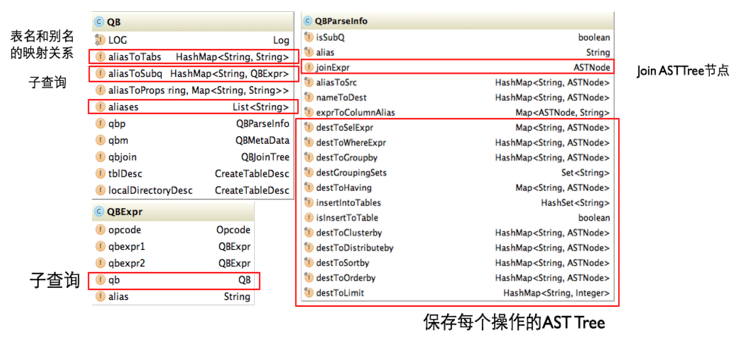 表名和别名
的映射关系
子查询
QB
LOG Log
aliasToTabs HashMap<String, String>
aliasToSubq HashMap<String, QBExpr>
aliasToProps ring, Map<String, String>>
aliases List<String>
qbp QBParseInfo
qbm QBMetaData
qbjoin QBJoinTree
tblDesc CreateTableDesc
localDirectoryDesc CreateTableDesc
QBExpr
opcode Opcode
qbexpr1 QBExpr
qbexpr2 QBExpr
qb QB
alias String
子查询
QBParseInfo
isSubQ boolean
alias String
joinExpr ASTNode
aliasToSrc HashMap<String, ASTNode>
nameToDest HashMap<String, ASTNode>
exprToColumnAlias Map<ASTNode, String>
destToSelExpr Map<String, ASTNode>
destToWhereExpr HashMap<String, ASTNode>
destToGroupby HashMap<String, ASTNode>
destGroupingSets Set<String>
destToHaving Map<String, ASTNode>
insertIntoTables HashSet<String>
isInsertToTable boolean
destToClusterby HashMap<String, ASTNode>
destToDistributeby HashMap<String, ASTNode>
destToSortby HashMap<String, ASTNode>
destToOrderby HashMap<String, ASTNode>
destToLimit HashMap<String, Integer>
Join ASTTree节点
保存每个操作的AST Tree